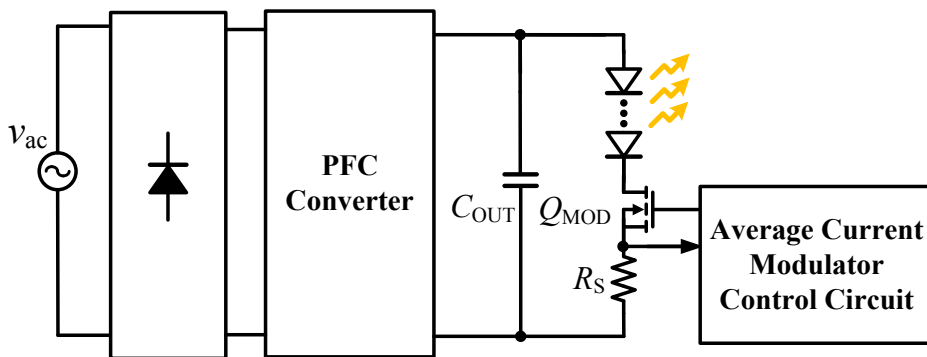 v_ac
PFC
Converter
C_OUT
Q_MOD
R_S
Average Current
Modulator
Control Circuit